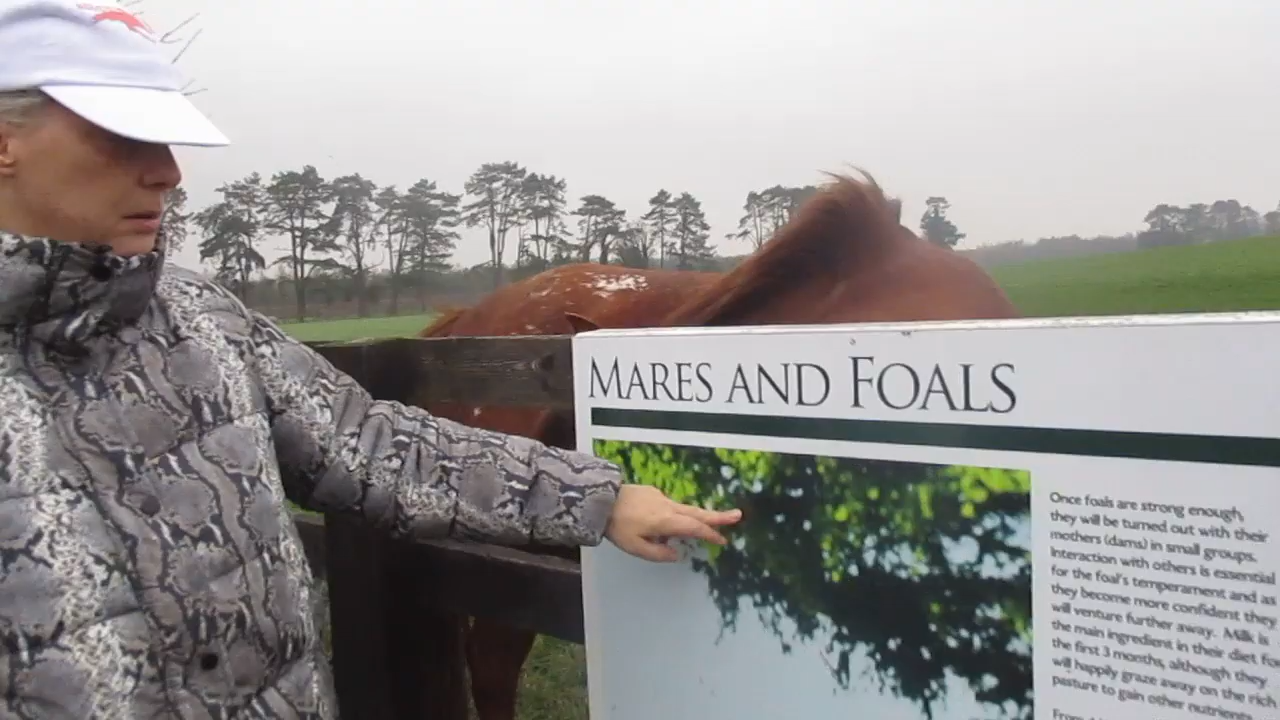 MARES AND FOALS
Once foals are strong enough,
they will be turned out with their
mothers (dams) in small groups.
Interaction with others is essential
for the foal's temperament and as
they become more confident they
will venture further away. Milk is
the main ingredient in their diet for
the first 3 months, although they
will happily graze away on the rich
pasture to gain other nutrients.